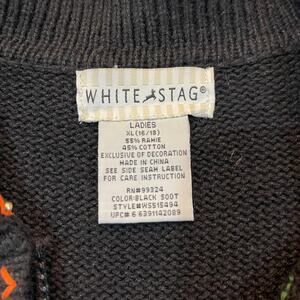 WHITE STAG®
LADIES
XL(16/18)
55% RAMIE
45% COTTON
EXCLUSIVE OF DECORATION
MADE IN CHINA
SEE SIDE SEAM LABEL
FOR CARE INSTRUCTION
RN#99324
COLOR:BLACK SOOT
STYLE#WS515494
UPC# 6 6391142089